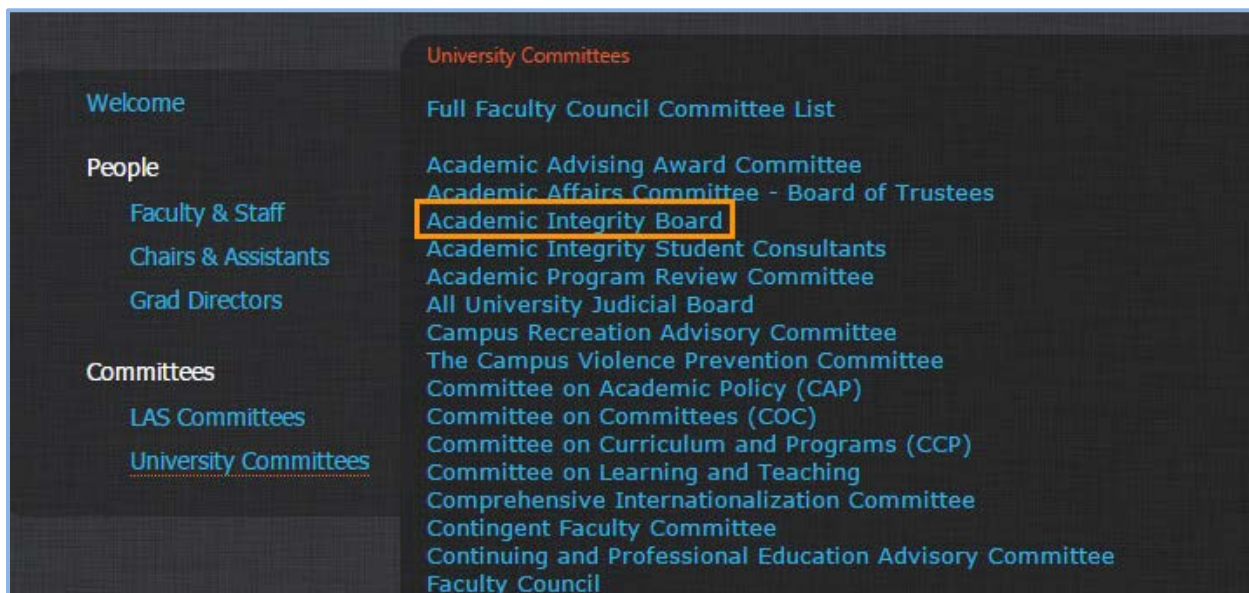 Welcome
People
Faculty & Staff
Chairs & Assistants
Grad Directors
Committees
LAS Committees
University Committees
University Committees
Full Faculty Council Committee List
Academic Advising Award Committee
Academic Affairs Committee - Board of Trustees
Academic Integrity Board
Academic Integrity Student Consultants
Academic Program Review Committee
All University Judicial Board
Campus Recreation Advisory Committee
The Campus Violence Prevention Committee
Committee on Academic Policy (CAP)
Committee on Committees (COC)
Committee on Curriculum and Programs (CCP)
Committee on Learning and Teaching
Comprehensive Internationalization Committee
Contingent Faculty Committee
Continuing and Professional Education Advisory Committee
Faculty Council